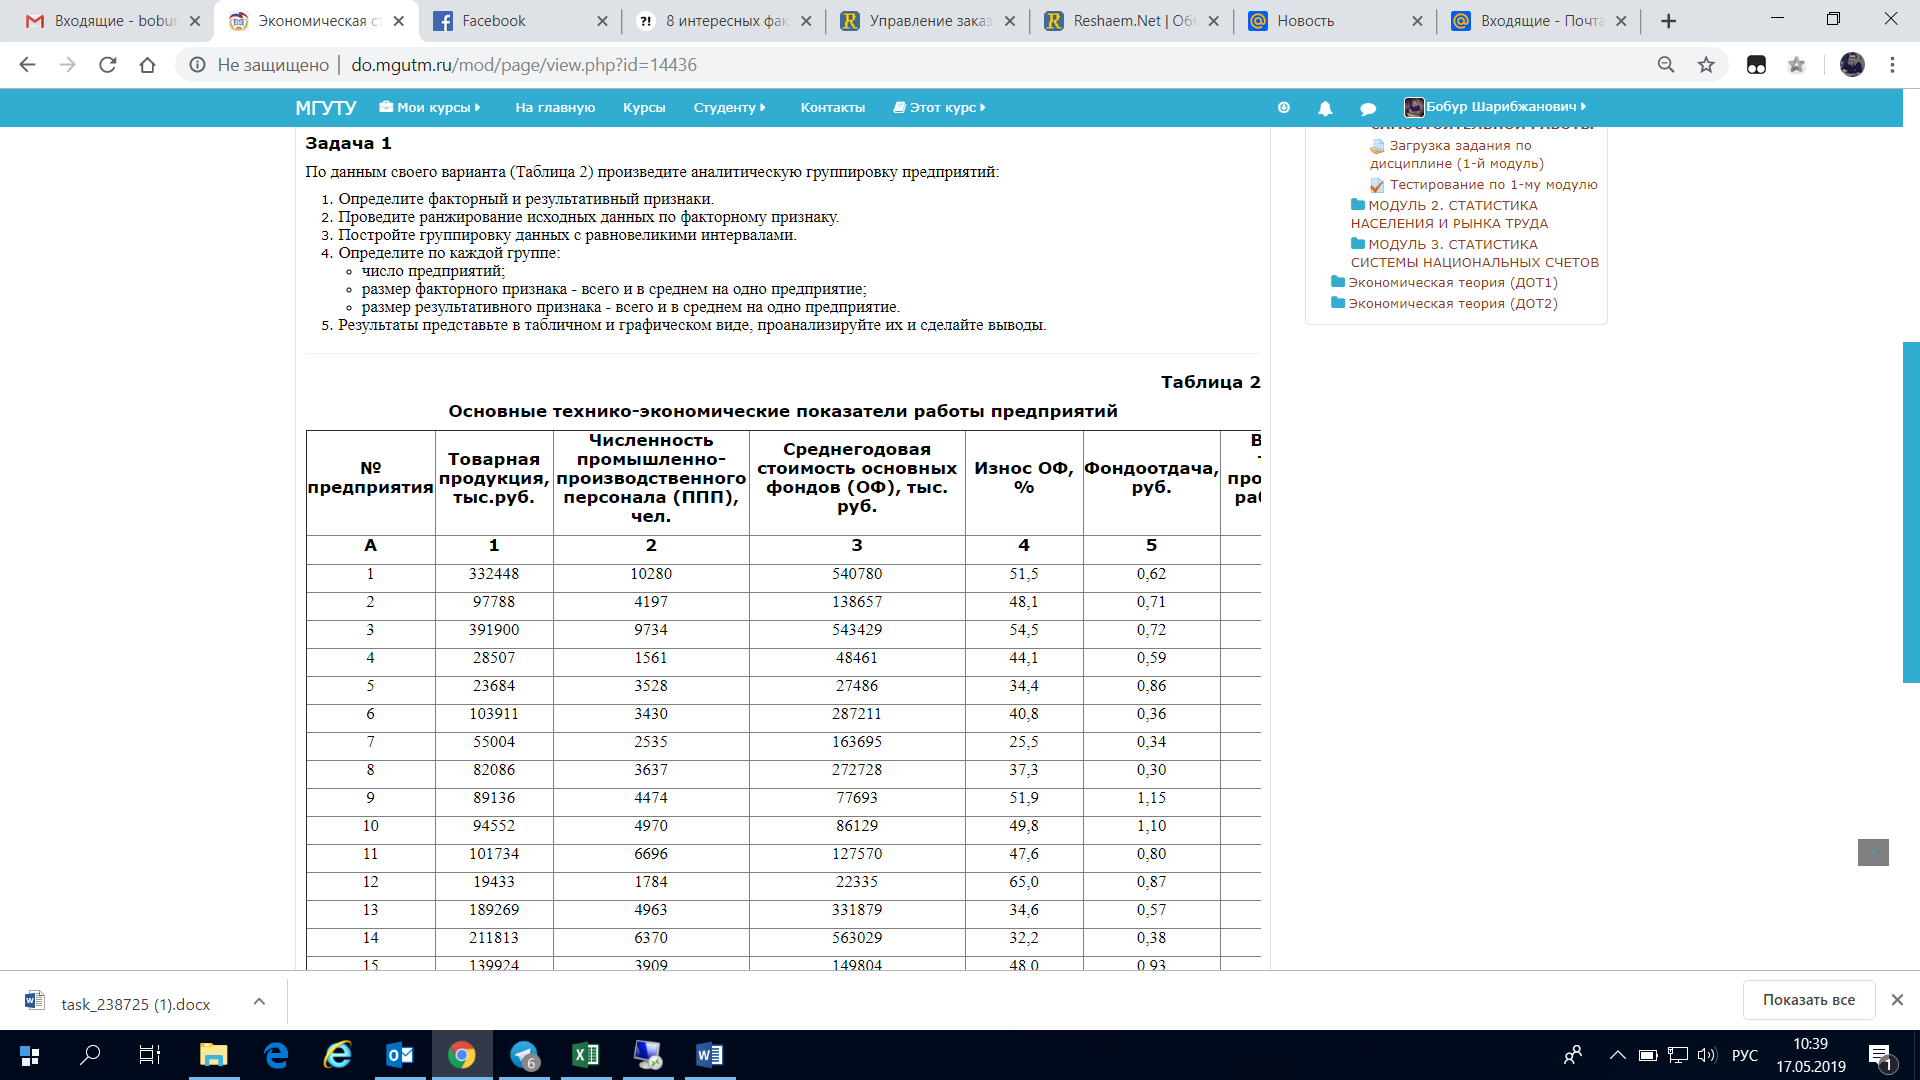 Входящие - bobur
Экономическая ст
Facebook
8 интересных фак
Управление заказ
Reshaem.Net | Об
Новость
Входящие - Почта
Не защищено | do.mgutm.ru/mod/page/view.php?id=14436
МГУТУ Мои курсы На главную Курсы Студенту Контакты Этот курс Бобур Шарибжанович
Задача 1
По данным своего варианта (Таблица 2) произведите аналитическую группировку предприятий:
1. Определите факторный и результативный признаки.
2. Проведите ранжирование исходных данных по факторному признаку.
3. Постройте группировку данных с равновеликими интервалами.
4. Определите по каждой группе:
число предприятий;
размер факторного признака - всего и в среднем на одно предприятие;
размер результативного признака - всего и в среднем на одно предприятие.
5. Результаты представьте в табличном и графическом виде, проанализируйте их и сделайте выводы.
САМОСТОЯТЕЛЬНОЙ РАБОТЫ
Загрузка задания по
дисциплине (1-й модуль)
Тестирование по 1-му модулю
МОДУЛЬ 2. СТАТИСТИКА
НАСЕЛЕНИЯ И РЫНКА ТРУДА
МОДУЛЬ 3. СТАТИСТИКА
СИСТЕМЫ НАЦИОНАЛЬНЫХ СЧЕТОВ
Экономическая теория (ДОТ1)
Экономическая теория (ДОТ2)
Таблица 2
Основные технико-экономические показатели работы предприятий
№
предприятия
Товарная
продукция,
тыс.руб.
Численность
промышленно-
производственного
персонала (ППП),
чел.
Среднегодовая
стоимость основных
фондов (ОФ), тыс.
руб.
Износ ОФ,
%
Фондоотдача,
руб.
А 1 2 3 4 5
1 332448 10280 540780 51,5 0,62
2 97788 4197 138657 48,1 0,71
3 391900 9734 543429 54,5 0,72
4 28507 1561 48461 44,1 0,59
5 23684 3528 27486 34,4 0,86
6 103911 3430 287211 40,8 0,36
7 55004 2535 163695 25,5 0,34
8 82086 3637 272728 37,3 0,30
9 89136 4474 77693 51,9 1,15
10 94552 4970 86129 49,8 1,10
11 101734 6696 127570 47,6 0,80
12 19433 1784 22335 65,0 0,87
13 189269 4963 331879 34,6 0,57
14 211813 6370 563029 32,2 0,38
15 139924 3909 149804 48,0 0,93
task_238725 (1).docx
Показать все
6
РУС
10:39
17.05.2019
1